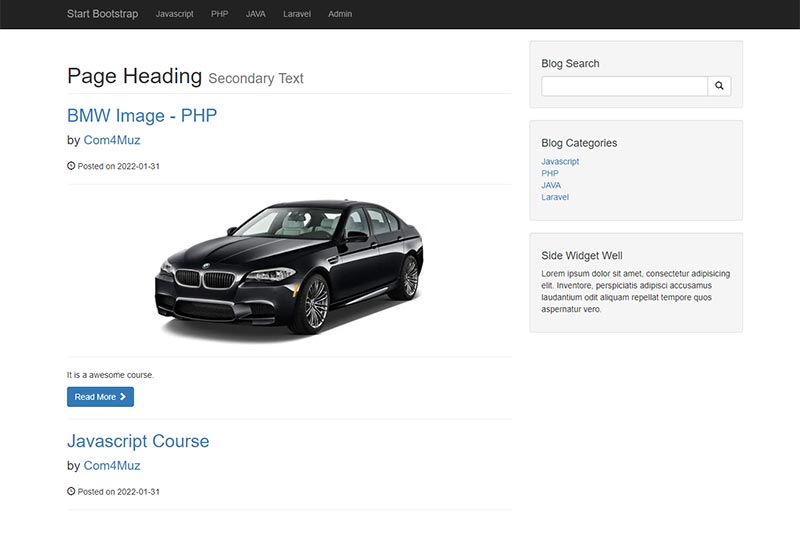 Start Bootstrap Javascript PHP JAVA Laravel Admin
Page Heading Secondary Text
BMW Image - PHP
by Com4Muz
Posted on 2022-01-31
It is a awesome course.
Read More
Javascript Course
by Com4Muz
Posted on 2022-01-31
Blog Search
Blog Categories
Javascript
PHP
JAVA
Laravel
Side Widget Well
Lorem ipsum dolor sit amet, consectetur adipisicing
elit. Inventore, perspiciatis adipisci accusamus
laudantium odit aliquam repellat tempore quos
aspernatur vero.